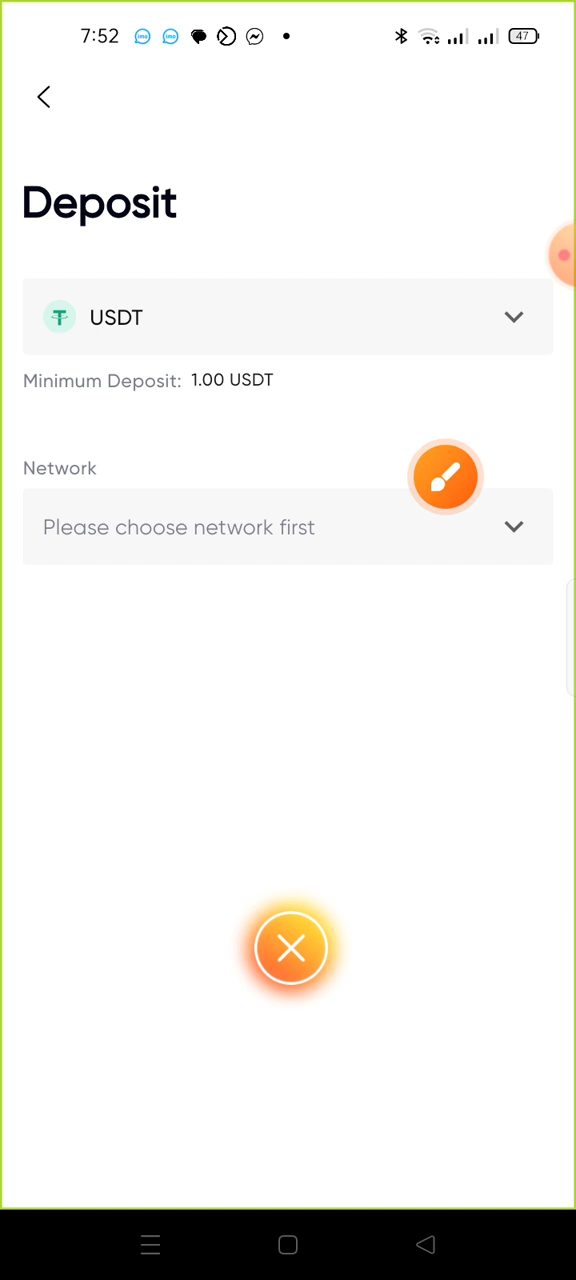 7:52
47
Deposit
USDT
Minimum Deposit: 1.00 USDT
Network
Please choose network first